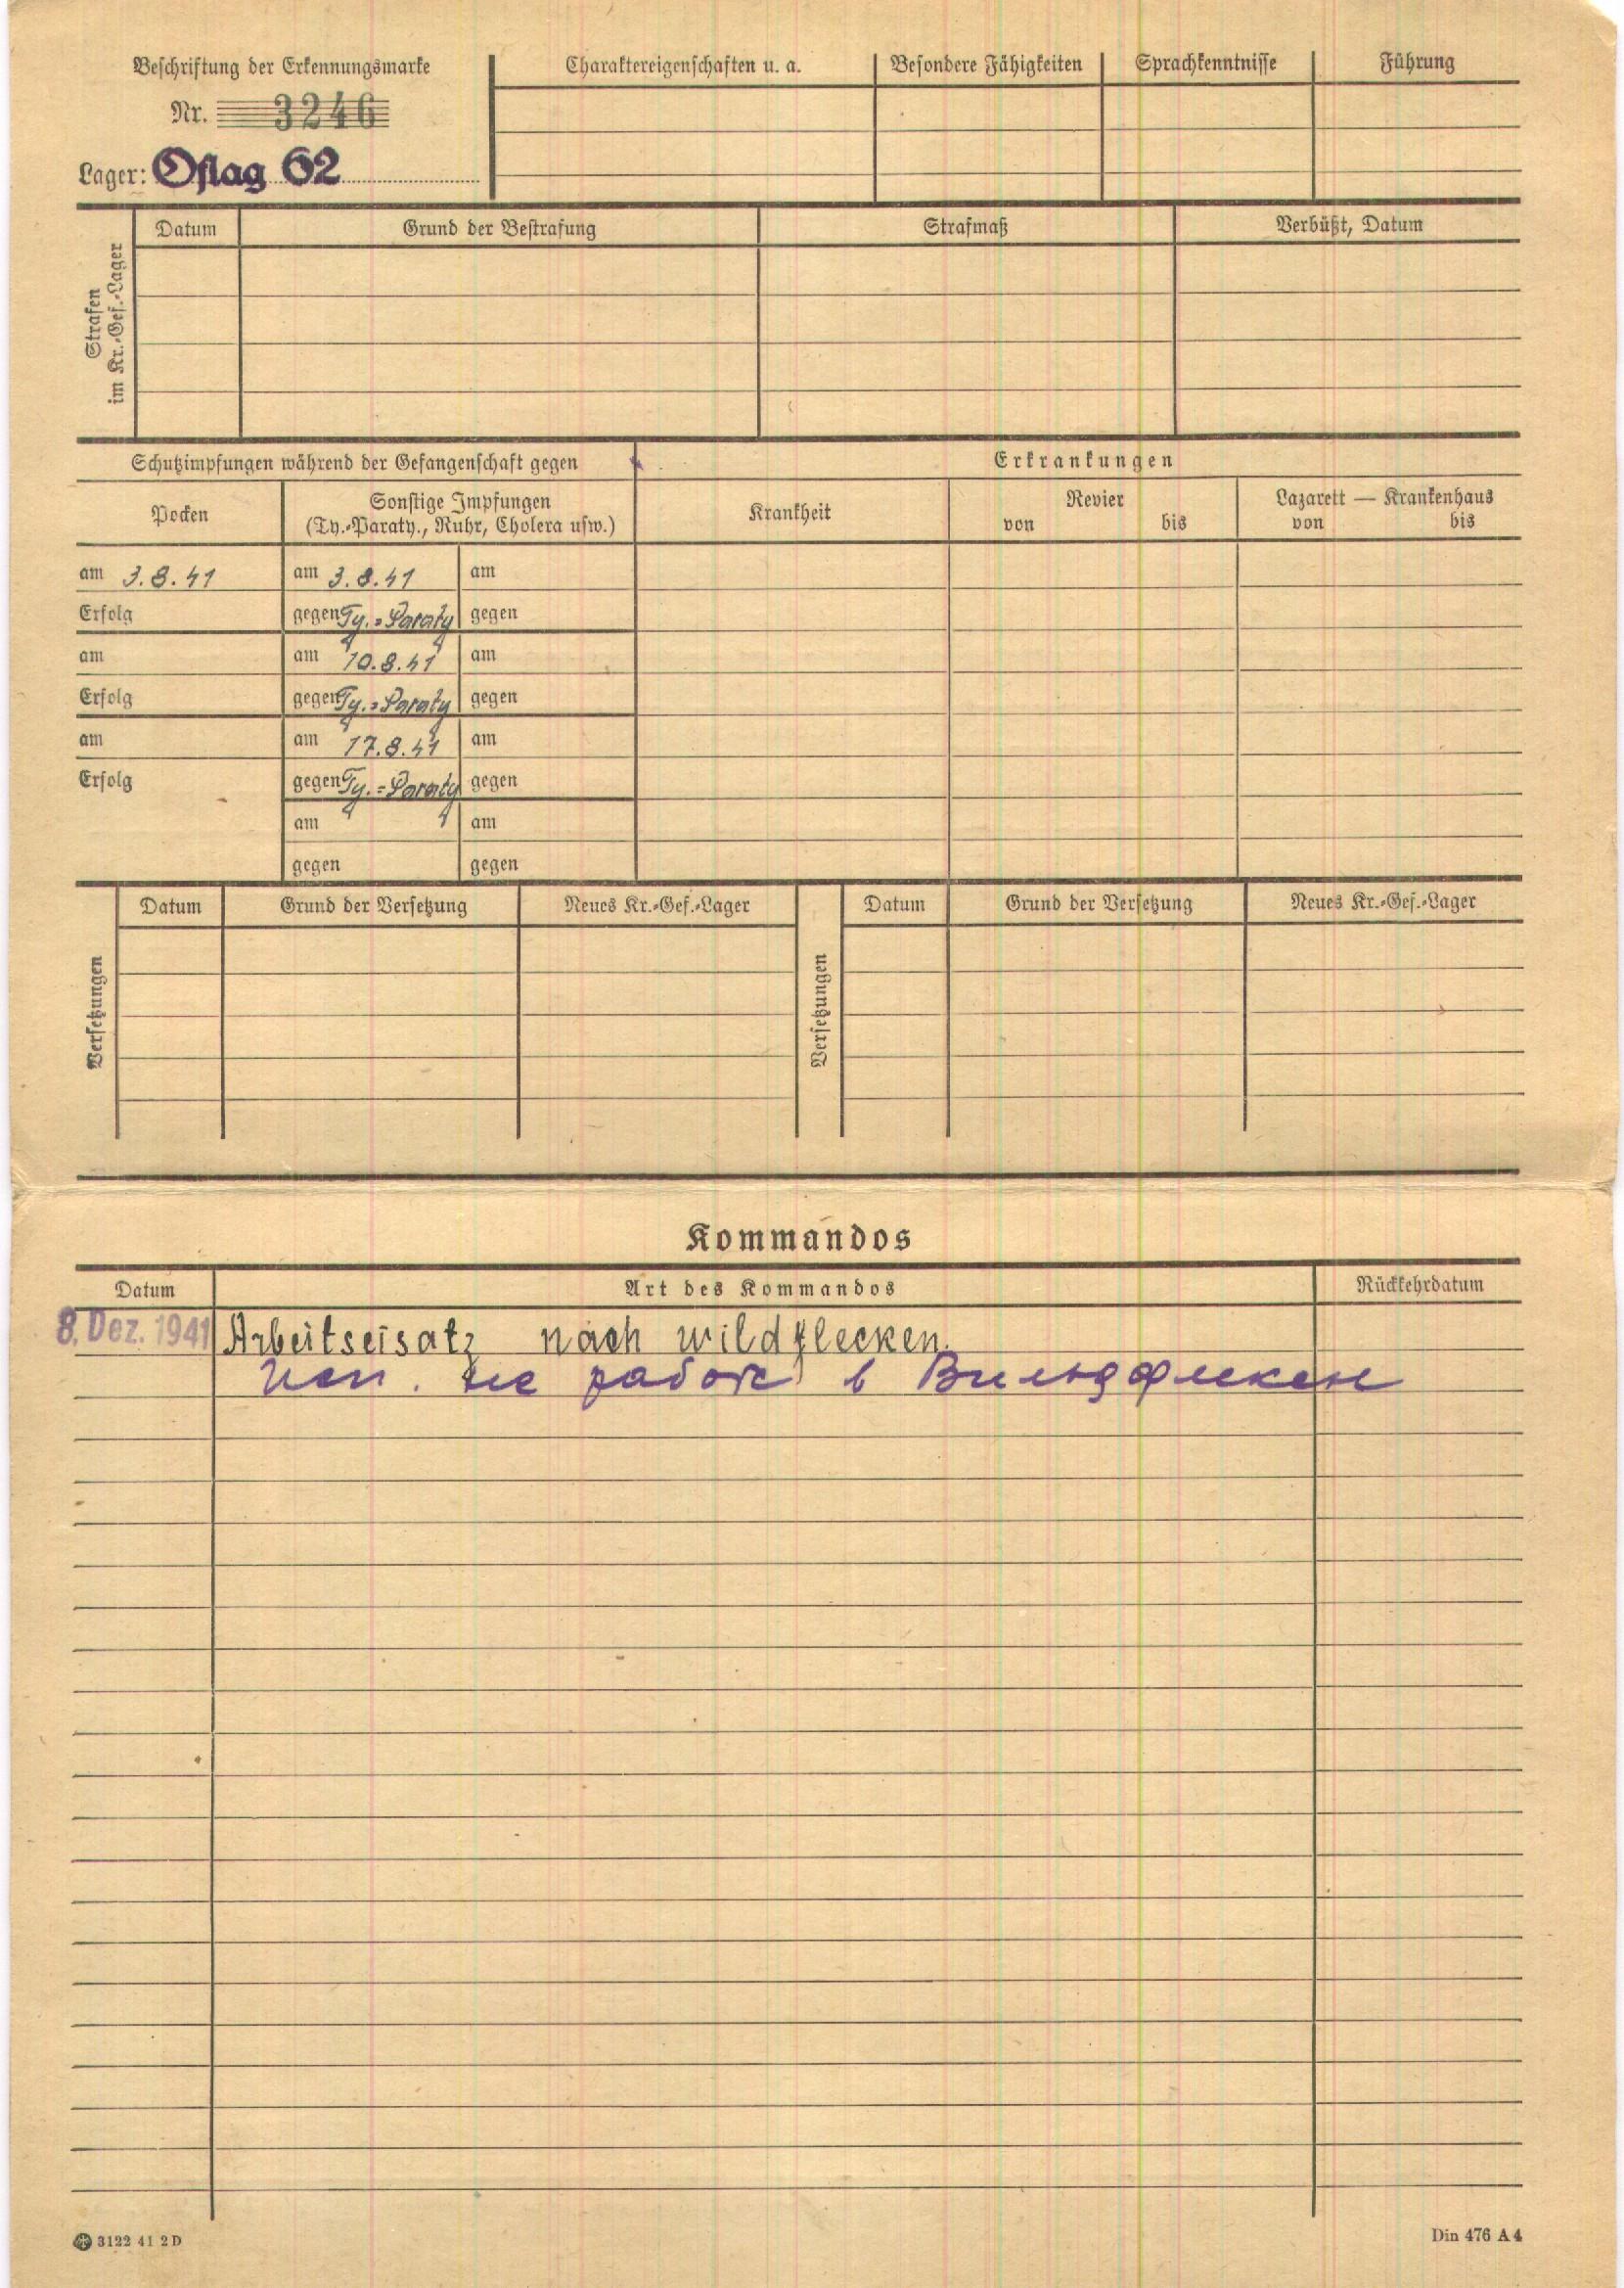 Beschriftung der Erkennungsmarke
Nr. 3246
Lager: Oflag 62
Charaktereigenschaften u. a. Besondere Fähigkeiten Sprachkenntnisse Führung
Strafen
im Kr.-Gef.-Lager
Datum Grund der Bestrafung Strafmaß Verbüßt, Datum
Schutzimpfungen während der Gefangenschaft gegen Erkrankungen
Pocken
Sonstige Impfungen
(Ty.-Paraty., Ruhr, Cholera usw.)
Krankheit
Revier
von bis
Lazarett — Krankenhaus
von bis
am 3.8.41 am 3.8.41 am
Erfolg gegen Ty.-Paraty gegen
am am 10.8.41 am
Erfolg gegen Ty.-Paraty gegen
am am 17.8.41 am
Erfolg gegen Ty.-Paraty gegen
am am
gegen gegen
Versetzungen
Datum Grund der Versetzung Neues Kr.-Gef.-Lager
Versetzungen
Datum Grund der Versetzung Neues Kr.-Gef.-Lager
Kommandos
Datum Art des Kommandos Rückkehrdatum
8. Dez. 1941 Arbeitseisatz nach wildflecken.
Исп. на работ в Вильдфлекен
3122 41 2D
Din 476 A 4